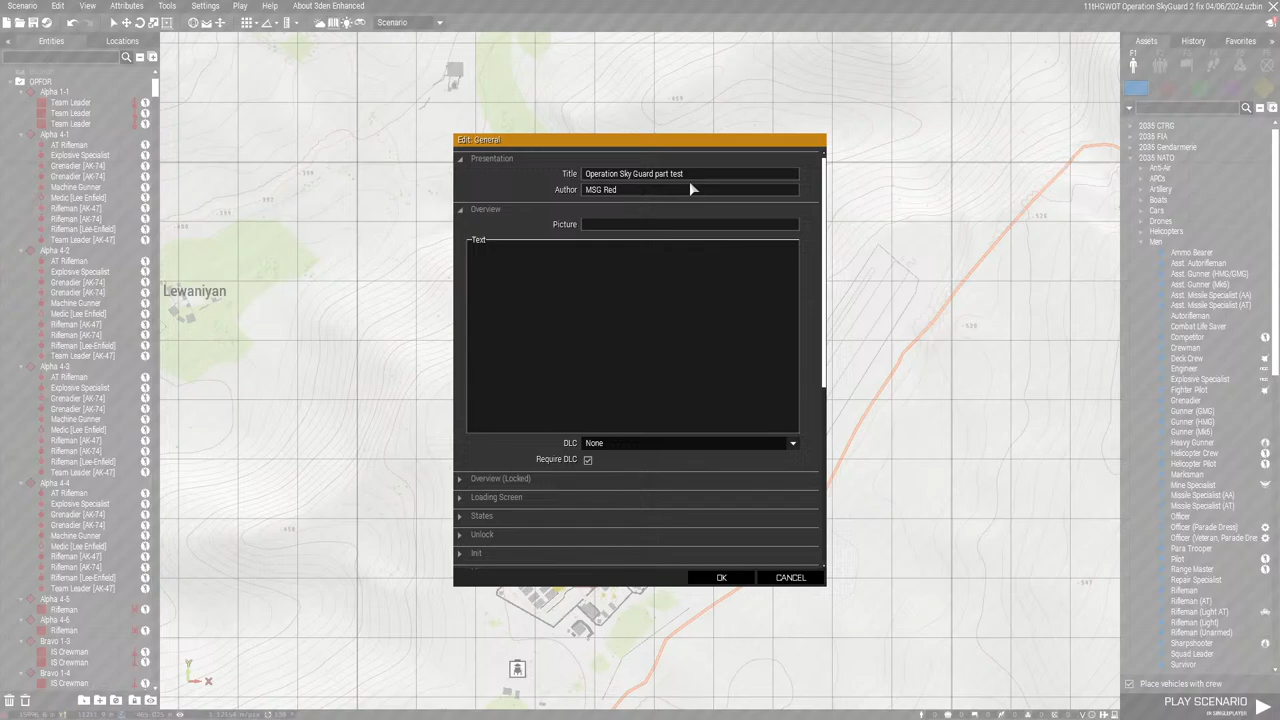 Scenario Edit View Attributes Tools Settings Play Help About 3den Enhanced
11tHGWOT Operation SkyGuard 2 fix 04/06/2024.uzbin
Scenario
Entities Locations
OPFOR
Alpha 1-1
Team Leader
Team Leader
Team Leader
Alpha 4-1
AT Rifleman
Explosive Specialist
Grenadier [AK-74]
Grenadier [AK-74]
Machine Gunner
Medic [Lee Enfield]
Rifleman [AK-47]
Rifleman [AK-74]
Rifleman [Lee-Enfield]
Team Leader [AK-47]
Alpha 4-2
AT Rifleman
Explosive Specialist
Grenadier [AK-74]
Grenadier [AK-74]
Machine Gunner
Medic [Lee Enfield]
Rifleman [AK-47]
Rifleman [AK-74]
Rifleman [Lee-Enfield]
Team Leader [AK-47]
Alpha 4-3
AT Rifleman
Explosive Specialist
Grenadier [AK-74]
Grenadier [AK-74]
Machine Gunner
Medic [Lee Enfield]
Rifleman [AK-47]
Rifleman [AK-74]
Rifleman [Lee-Enfield]
Team Leader [AK-47]
Alpha 4-4
AT Rifleman
Explosive Specialist
Grenadier [AK-74]
Grenadier [AK-74]
Machine Gunner
Medic [Lee Enfield]
Rifleman [AK-47]
Rifleman [AK-74]
Rifleman [Lee-Enfield]
Team Leader [AK-47]
Alpha 4-5
Rifleman
Alpha 4-6
Rifleman
Bravo 1-3
IS Crewman
IS Crewman
Bravo 1-4
IS Crewman
Lewaniyan
Edit: General
Presentation
Title Operation Sky Guard part test
Author MSG Red
Overview
Picture
Text
DLC None
Require DLC
Overview (Locked)
Loading Screen
States
Unlock
Init
OK CANCEL
Y
X
Assets History Favorites
F1
2035 CTRG
2035 FIA
2035 Gendarmerie
2035 NATO
Anti-Air
APCs
Artillery
Boats
Cars
Drones
Helicopters
Men
Ammo Bearer
Asst. Autorifleman
Asst. Gunner (HMG/GMG)
Asst. Gunner (Mk6)
Asst. Missile Specialist (AA)
Asst. Missile Specialist (AT)
Autorifleman
Combat Life Saver
Competitor
Crewman
Deck Crew
Engineer
Explosive Specialist
Fighter Pilot
Grenadier
Gunner (GMG)
Gunner (HMG)
Gunner (Mk6)
Heavy Gunner
Helicopter Crew
Helicopter Pilot
Marksman
Mine Specialist
Missile Specialist (AA)
Missile Specialist (AT)
Officer
Officer (Parade Dress)
Officer (Veteran, Parade Dres
Para Trooper
Pilot
Range Master
Repair Specialist
Rifleman
Rifleman (AT)
Rifleman (Light AT)
Rifleman (Light)
Rifleman (Unarmed)
Sharpshooter
Squad Leader
Survivor
Place vehicles with crew
PLAY SCENARIO
IN SINGLEPLAYER